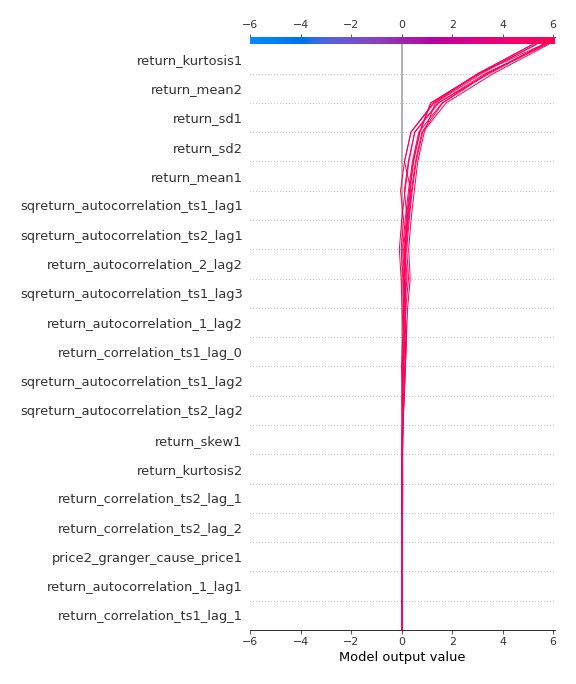 −6 −4 −2 0 2 4 6
return_kurtosis1
return_mean2
return_sd1
return_sd2
return_mean1
sqreturn_autocorrelation_ts1_lag1
sqreturn_autocorrelation_ts2_lag1
return_autocorrelation_2_lag2
sqreturn_autocorrelation_ts1_lag3
return_autocorrelation_1_lag2
return_correlation_ts1_lag_0
sqreturn_autocorrelation_ts1_lag2
sqreturn_autocorrelation_ts2_lag2
return_skew1
return_kurtosis2
return_correlation_ts2_lag_1
return_correlation_ts2_lag_2
price2_granger_cause_price1
return_autocorrelation_1_lag1
return_correlation_ts1_lag_1
−6 −4 −2 0 2 4 6
Model output value